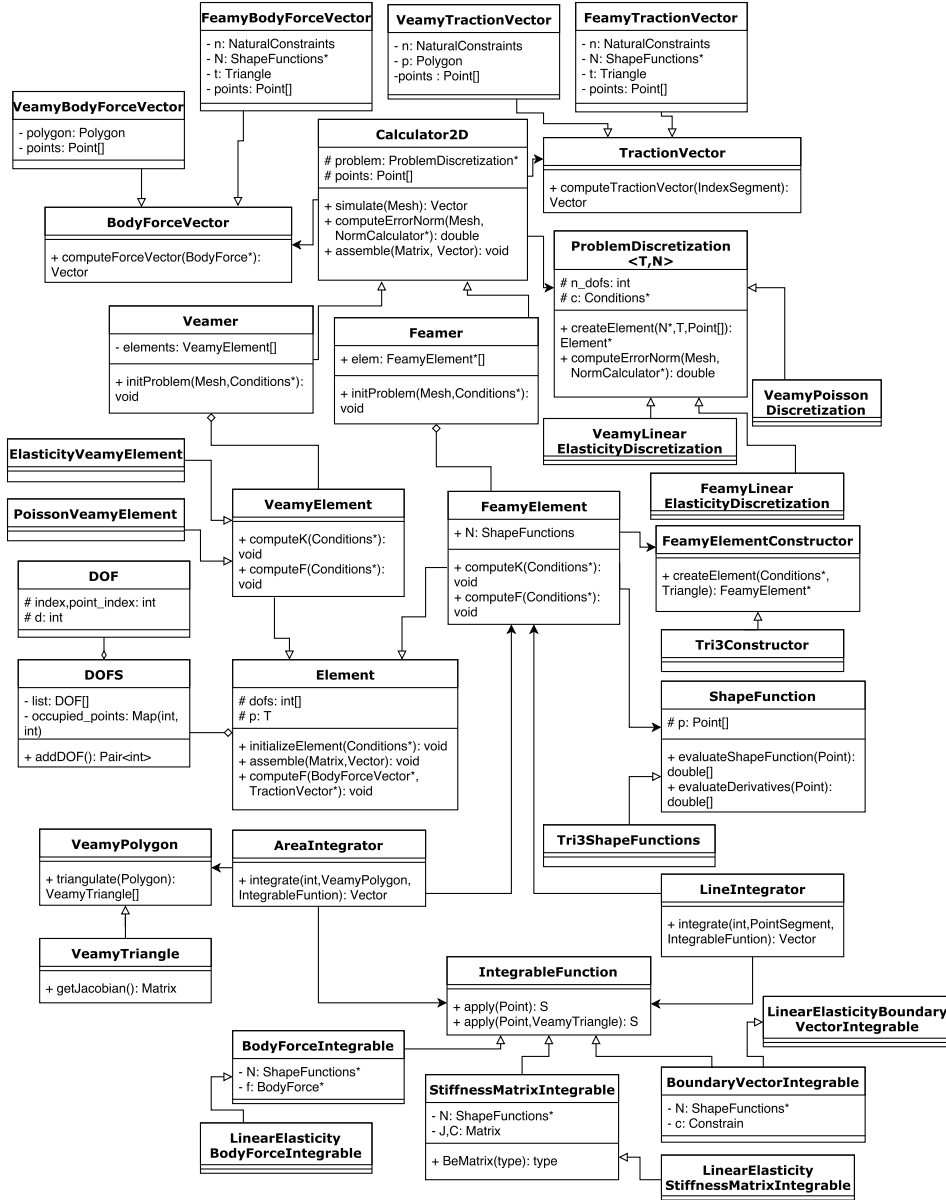 FeamyBodyForceVector
- n: NaturalConstraints
- N: ShapeFunctions*
- t: Triangle
- points: Point[]
VeamyTractionVector
- n: NaturalConstraints
- p: Polygon
-points : Point[]
FeamyTractionVector
- n: NaturalConstraints
- N: ShapeFunctions*
- t: Triangle
- points: Point[]
VeamyBodyForceVector
- polygon: Polygon
- points: Point[]
Calculator2D
# problem: ProblemDiscretization*
# points: Point[]
+ simulate(Mesh): Vector
+ computeErrorNorm(Mesh,
NormCalculator*): double
+ assemble(Matrix, Vector): void
TractionVector
+ computeTractionVector(IndexSegment):
Vector
BodyForceVector
+ computeForceVector(BodyForce*):
Vector
ProblemDiscretization
<T,N>
# n_dofs: int
# c: Conditions*
+ createElement(N*,T,Point[]):
Element*
+ computeErrorNorm(Mesh,
NormCalculator*): double
Veamer
- elements: VeamyElement[]
+ initProblem(Mesh,Conditions*):
void
Feamer
+ elem: FeamyElement*[]
+ initProblem(Mesh,Conditions*):
void
VeamyPoisson
Discretization
VeamyLinear
ElasticityDiscretization
ElasticityVeamyElement
FeamyLinear
ElasticityDiscretization
PoissonVeamyElement
VeamyElement
+ computeK(Conditions*):
void
+ computeF(Conditions*):
void
FeamyElement
+ N: ShapeFunctions
+ computeK(Conditions*):
void
+ computeF(Conditions*):
void
FeamyElementConstructor
+ createElement(Conditions*,
Triangle): FeamyElement*
DOF
# index,point_index: int
# d: int
Tri3Constructor
DOFS
- list: DOF[]
- occupied_points: Map(int,
int)
+ addDOF(): Pair<int>
Element
# dofs: int[]
# p: T
+ initializeElement(Conditions*): void
+ assemble(Matrix,Vector): void
+ computeF(BodyForceVector*,
TractionVector*): void
ShapeFunction
# p: Point[]
+ evaluateShapeFunction(Point):
double[]
+ evaluateDerivatives(Point):
double[]
Tri3ShapeFunctions
VeamyPolygon
+ triangulate(Polygon):
VeamyTriangle[]
AreaIntegrator
+ integrate(int,VeamyPolygon,
IntegrableFuntion): Vector
LineIntegrator
+ integrate(int,PointSegment,
IntegrableFuntion): Vector
VeamyTriangle
+ getJacobian(): Matrix
IntegrableFunction
+ apply(Point): S
+ apply(Point,VeamyTriangle): S
LinearElasticityBoundary
VectorIntegrable
BodyForceIntegrable
- N: ShapeFunctions*
- f: BodyForce*
StiffnessMatrixIntegrable
- N: ShapeFunctions*
- J,C: Matrix
+ BeMatrix(type): type
BoundaryVectorIntegrable
- N: ShapeFunctions*
- c: Constrain
LinearElasticity
BodyForceIntegrable
LinearElasticity
StiffnessMatrixIntegrable